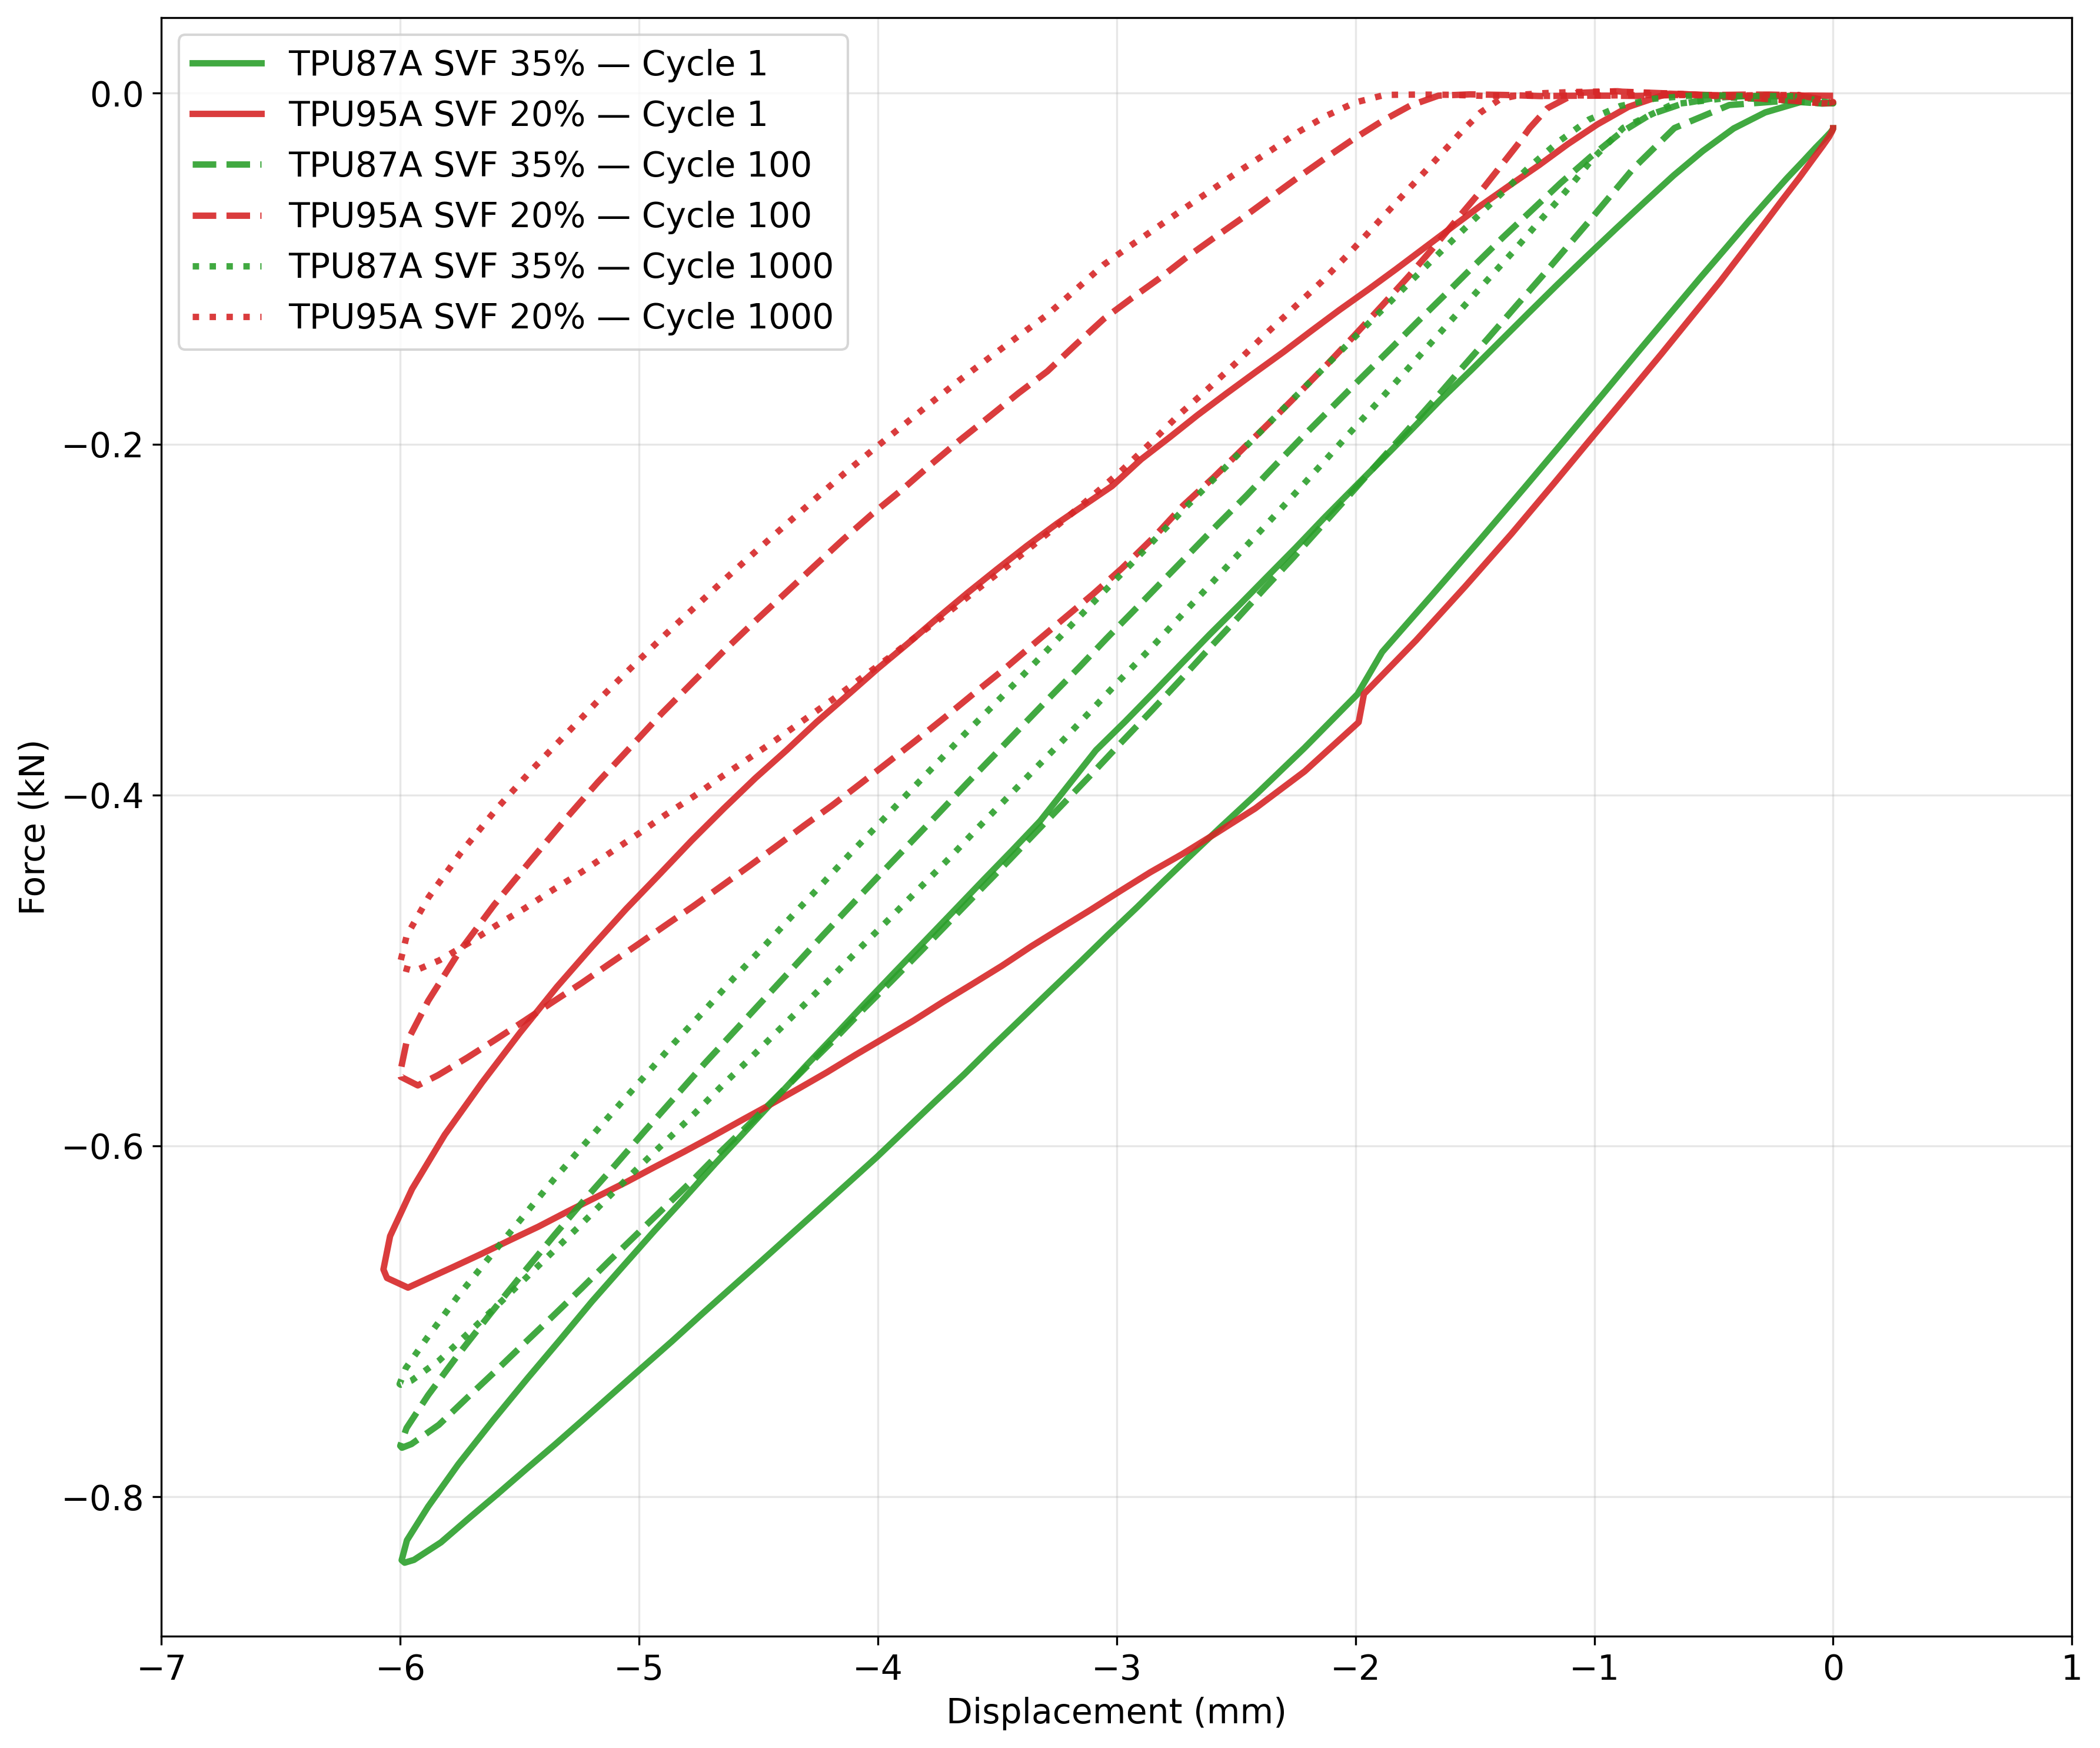 TPU87A SVF 35% — Cycle 1
TPU95A SVF 20% — Cycle 1
TPU87A SVF 35% — Cycle 100
TPU95A SVF 20% — Cycle 100
TPU87A SVF 35% — Cycle 1000
TPU95A SVF 20% — Cycle 1000
0.0
−0.2
−0.4
−0.6
−0.8
Force (kN)
−7 −6 −5 −4 −3 −2 −1 0 1
Displacement (mm)